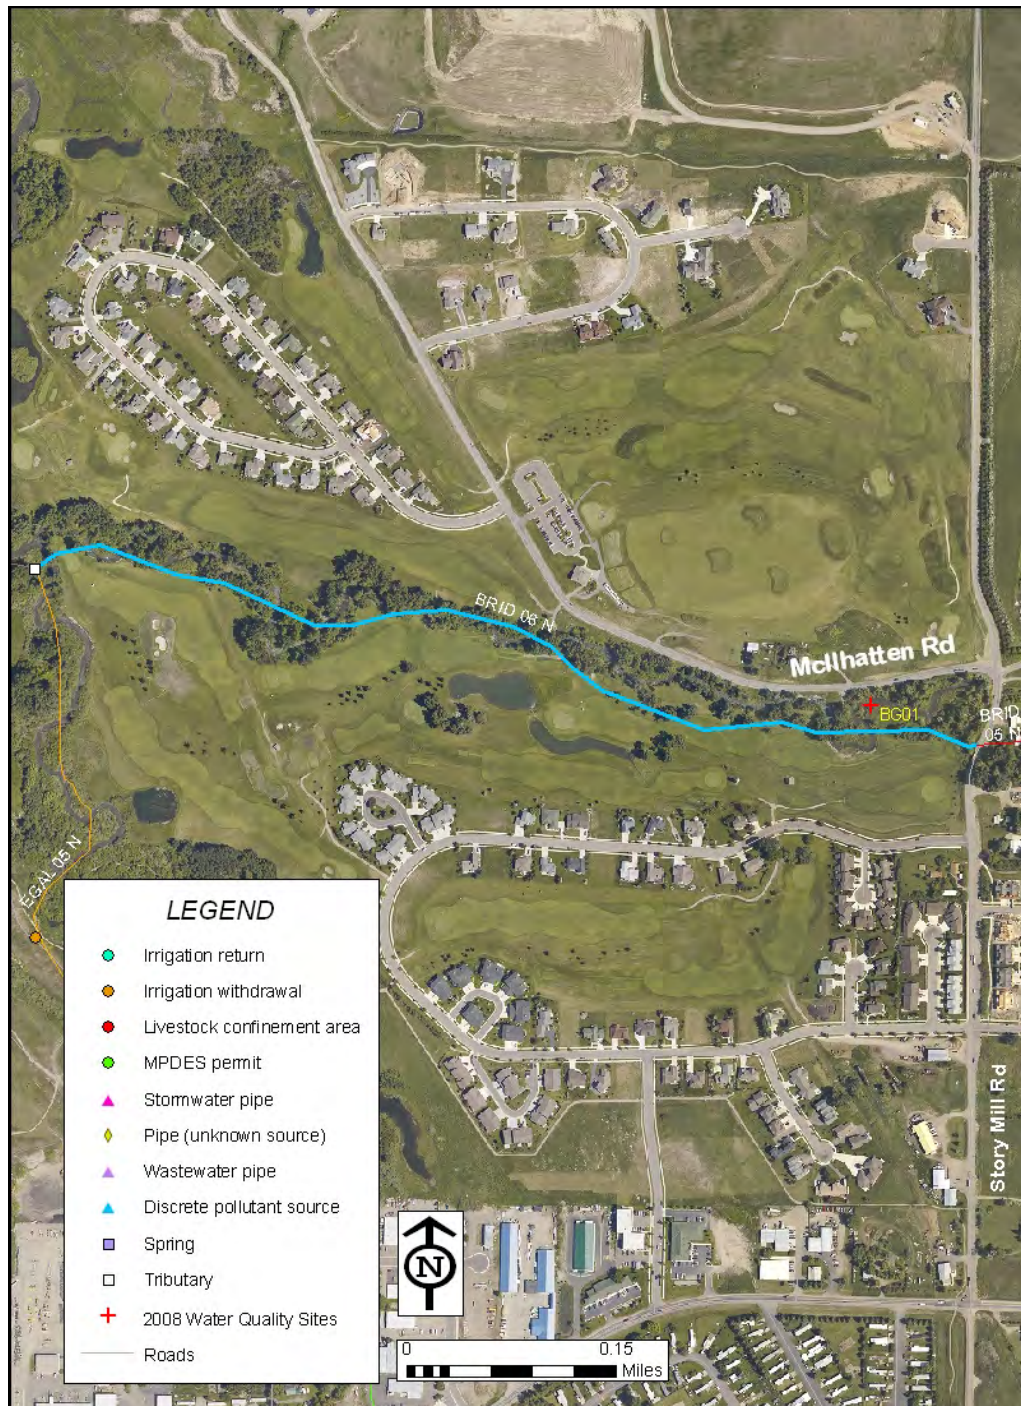 BRID 06 N
McIlhatten Rd
BG01
BRID
05 N
EGAL 05 N
LEGEND
Irrigation return
Irrigation withdrawal
Livestock confinement area
MPDES permit
Stormwater pipe
Pipe (unknown source)
Wastewater pipe
Discrete pollutant source
Spring
Tributary
2008 Water Quality Sites
Roads
Story Mill Rd
N
0 0.15
Miles